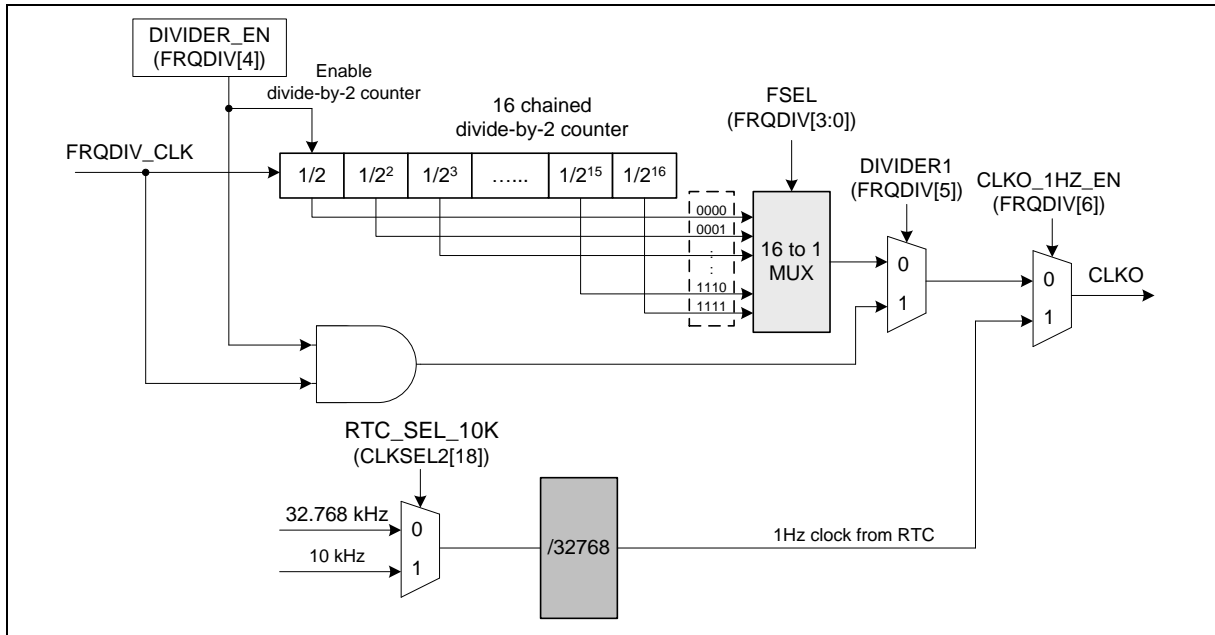 DIVIDER_EN
(FRQDIV[4])
Enable
divide-by-2 counter
16 chained
divide-by-2 counter
FSEL
(FRQDIV[3:0])
FRQDIV_CLK
1/2
1/2²
1/2³
…...
1/2¹⁵
1/2¹⁶
DIVIDER1
(FRQDIV[5])
CLKO_1HZ_EN
(FRQDIV[6])
0000
0001
:
:
1110
1111
16 to 1
MUX
0
1
0
1
CLKO
RTC_SEL_10K
(CLKSEL2[18])
32.768 kHz
10 kHz
0
1
/32768
1Hz clock from RTC